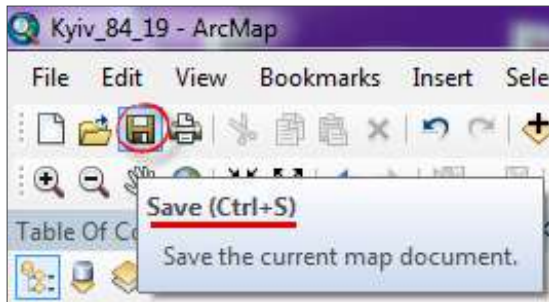 Kyiv_84_19 - ArcMap
File Edit View Bookmarks Insert Sele
Save (Ctrl+S)
Table Of Co
Save the current map document.